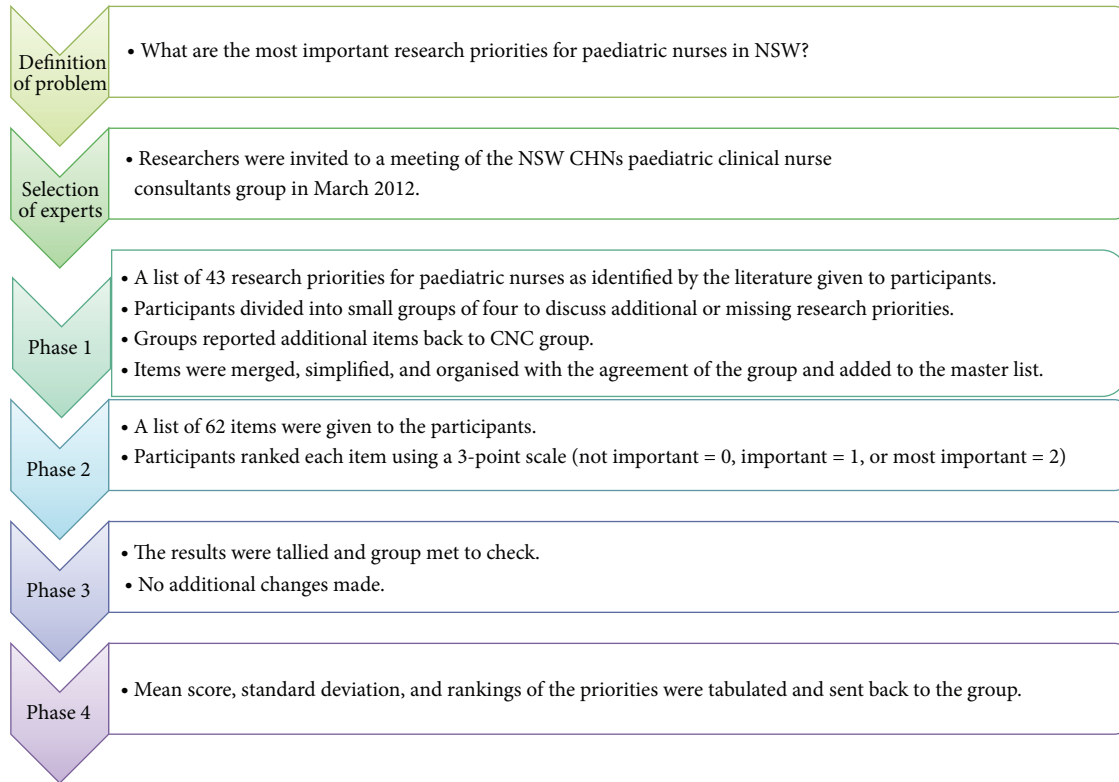 Definition
of problem
• What are the most important research priorities for paediatric nurses in NSW?
Selection
of experts
• Researchers were invited to a meeting of the NSW CHNs paediatric clinical nurse
consultants group in March 2012.
Phase 1
• A list of 43 research priorities for paediatric nurses as identified by the literature given to participants.
• Participants divided into small groups of four to discuss additional or missing research priorities.
• Groups reported additional items back to CNC group.
• Items were merged, simplified, and organised with the agreement of the group and added to the master list.
Phase 2
• A list of 62 items were given to the participants.
• Participants ranked each item using a 3-point scale (not important = 0, important = 1, or most important = 2)
Phase 3
• The results were tallied and group met to check.
• No additional changes made.
Phase 4
• Mean score, standard deviation, and rankings of the priorities were tabulated and sent back to the group.